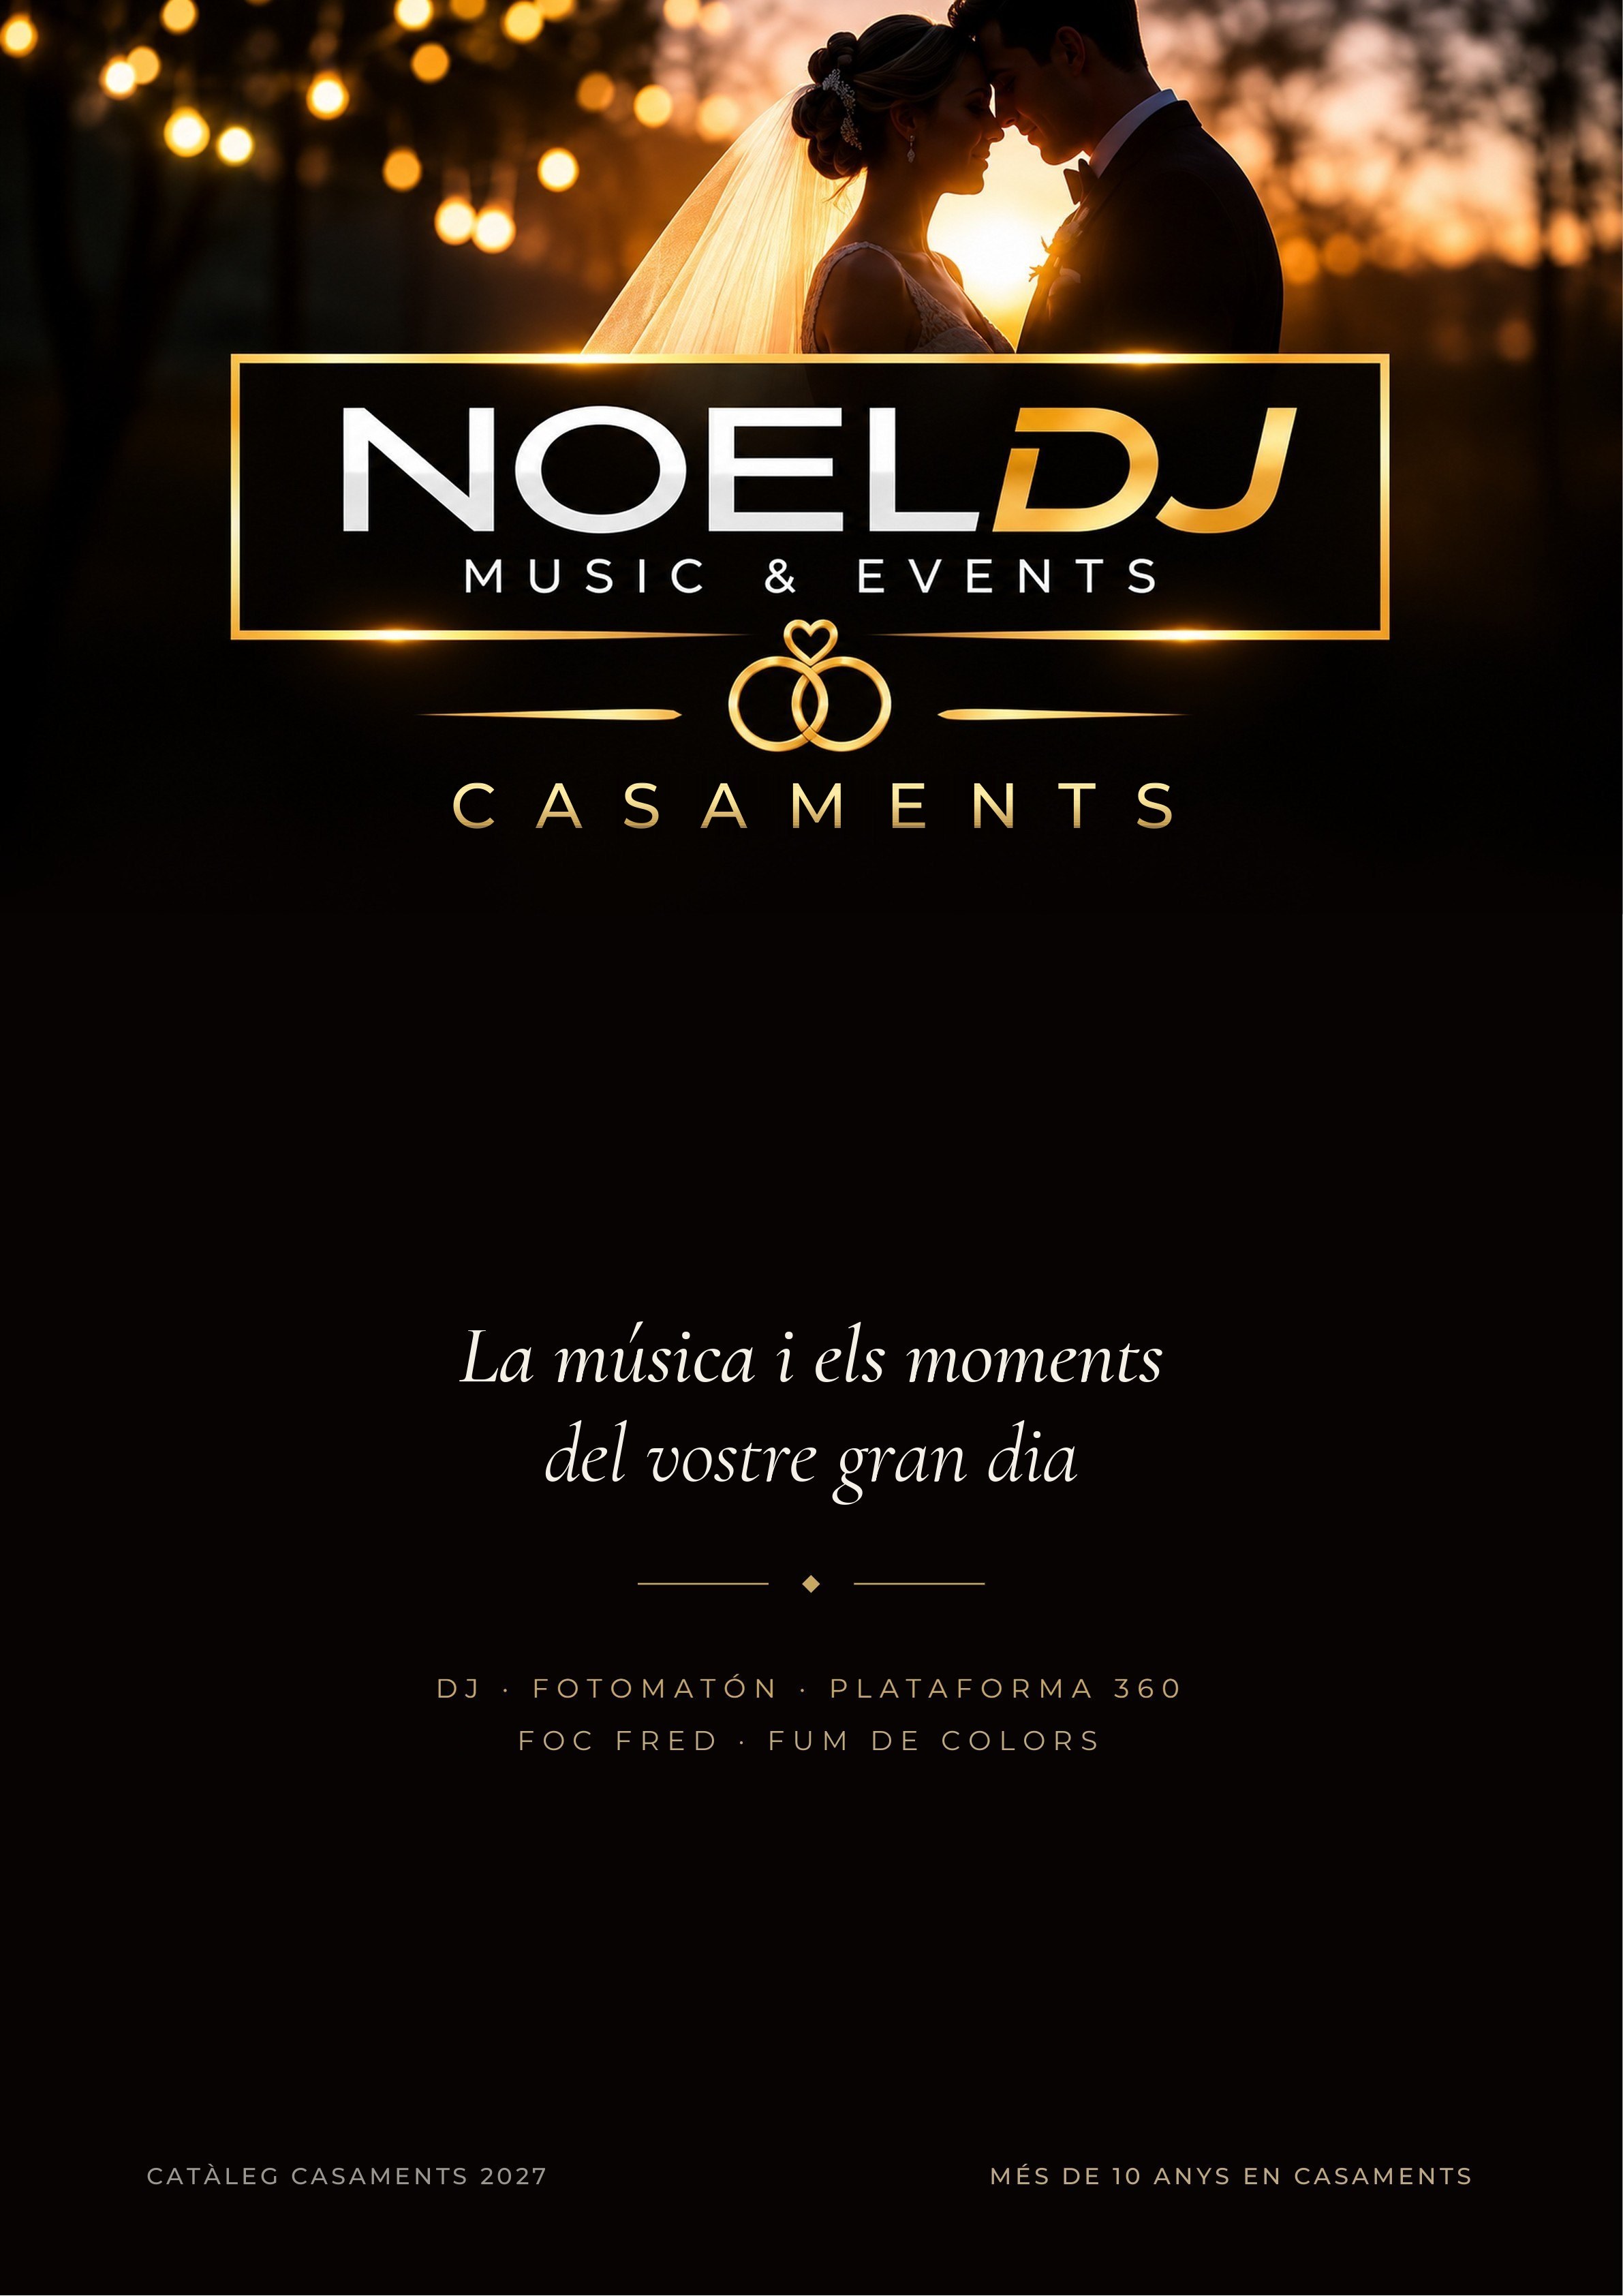 NOELDJ
MUSIC & EVENTS
CASAMENTS
La música i els moments
del vostre gran dia
DJ · FOTOMATÓN · PLATAFORMA 360
FOC FRED · FUM DE COLORS
CATÀLEG CASAMENTS 2027
MÉS DE 10 ANYS EN CASAMENTS